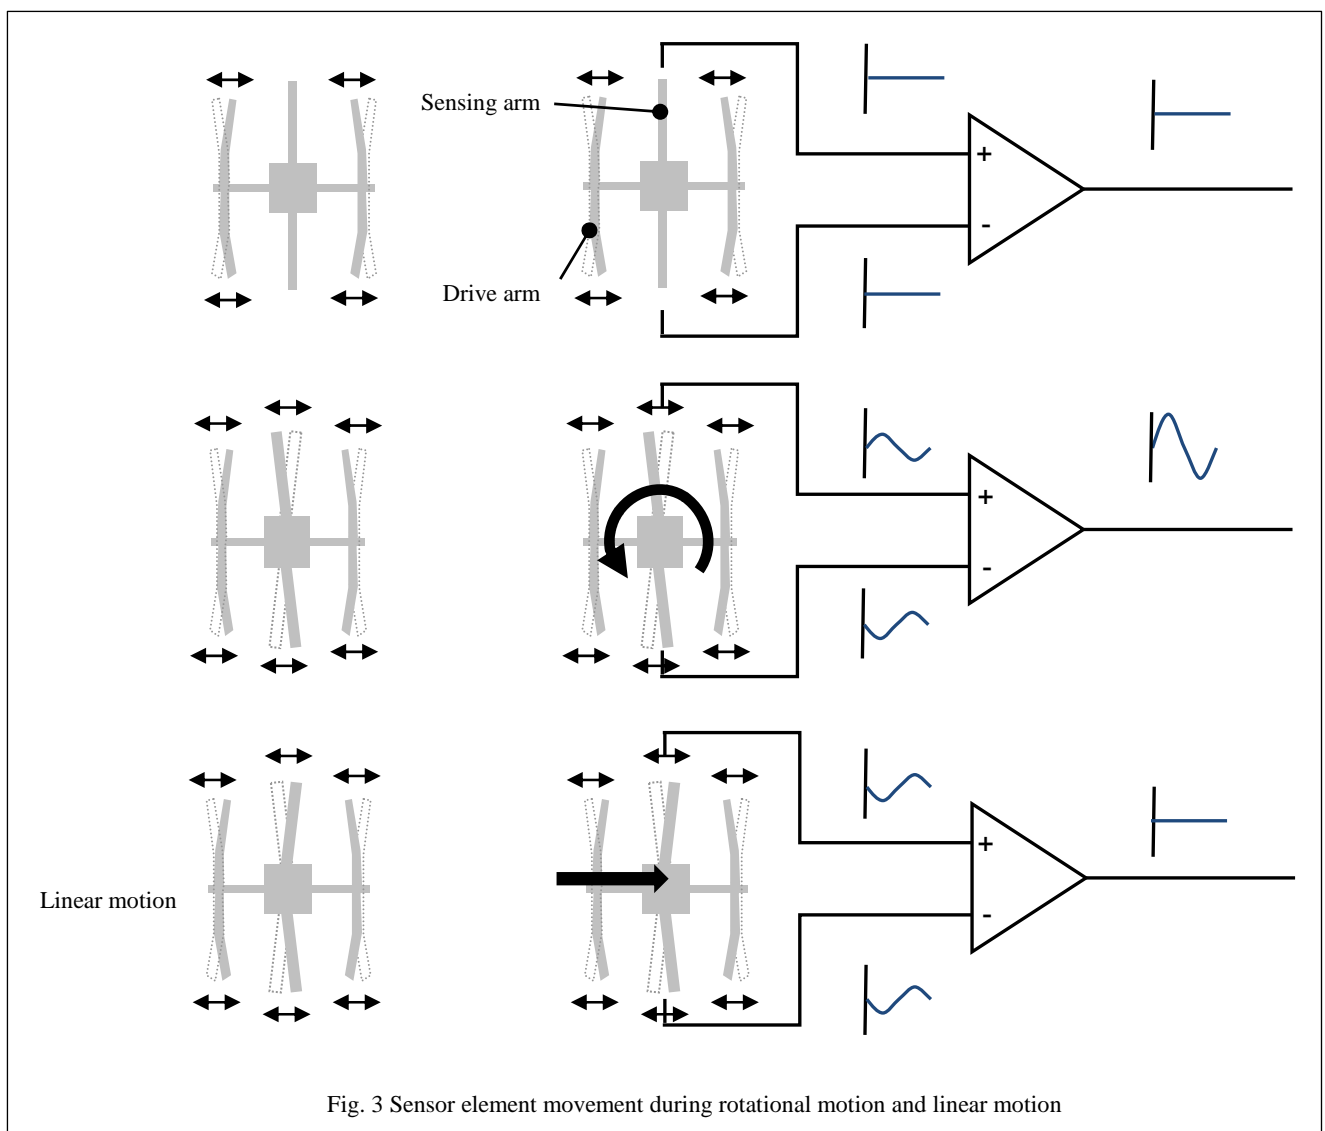 Sensing arm
+
-
Drive arm
+
-
+
Linear motion
-
Fig. 3 Sensor element movement during rotational motion and linear motion